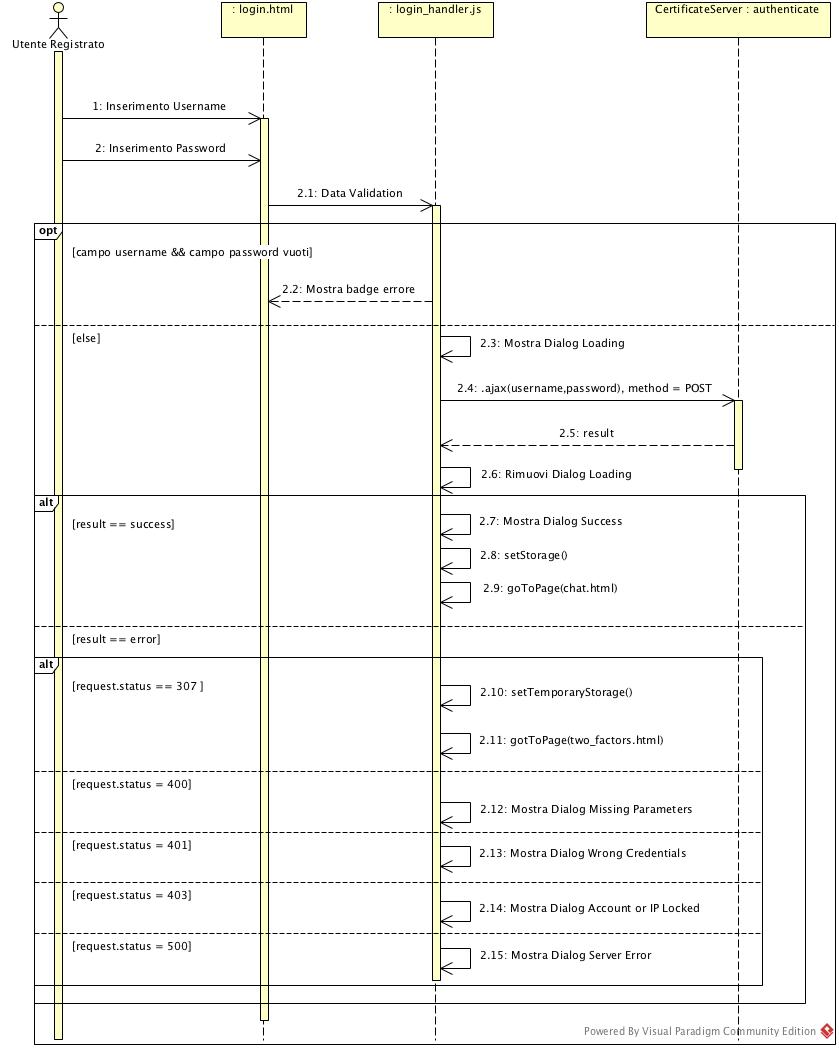 : login.html
: login_handler.js
CertificateServer : authenticate
Utente Registrato
1: Inserimento Username
2: Inserimento Password
2.1: Data Validation
opt
[campo username && campo password vuoti]
2.2: Mostra badge errore
[else]
2.3: Mostra Dialog Loading
2.4: .ajax(username,password), method = POST
2.5: result
2.6: Rimuovi Dialog Loading
alt
[result == success]
2.7: Mostra Dialog Success
2.8: setStorage()
2.9: goToPage(chat.html)
[result == error]
alt
[request.status == 307 ]
2.10: setTemporaryStorage()
2.11: gotToPage(two_factors.html)
[request.status = 400]
2.12: Mostra Dialog Missing Parameters
[request.status = 401]
2.13: Mostra Dialog Wrong Credentials
[request.status = 403]
2.14: Mostra Dialog Account or IP Locked
[request.status = 500]
2.15: Mostra Dialog Server Error
Powered By Visual Paradigm Community Edition